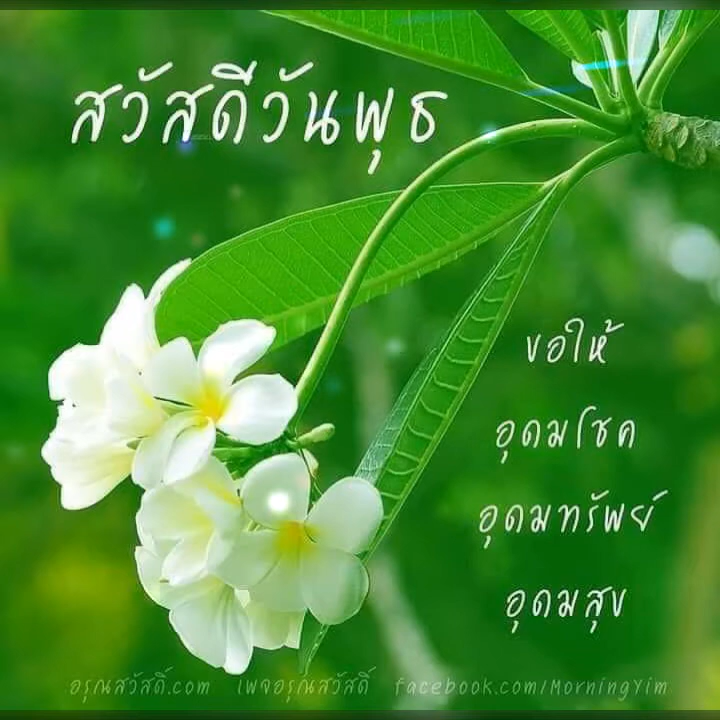 สวัสดีวันพุธ
ขอให้
อุดมโชค
อุดมทรัพย์
อุดมสุข
อรุณสวัสดิ์.com เพจอรุณสวัสดิ์ facebook.com/MorningYim